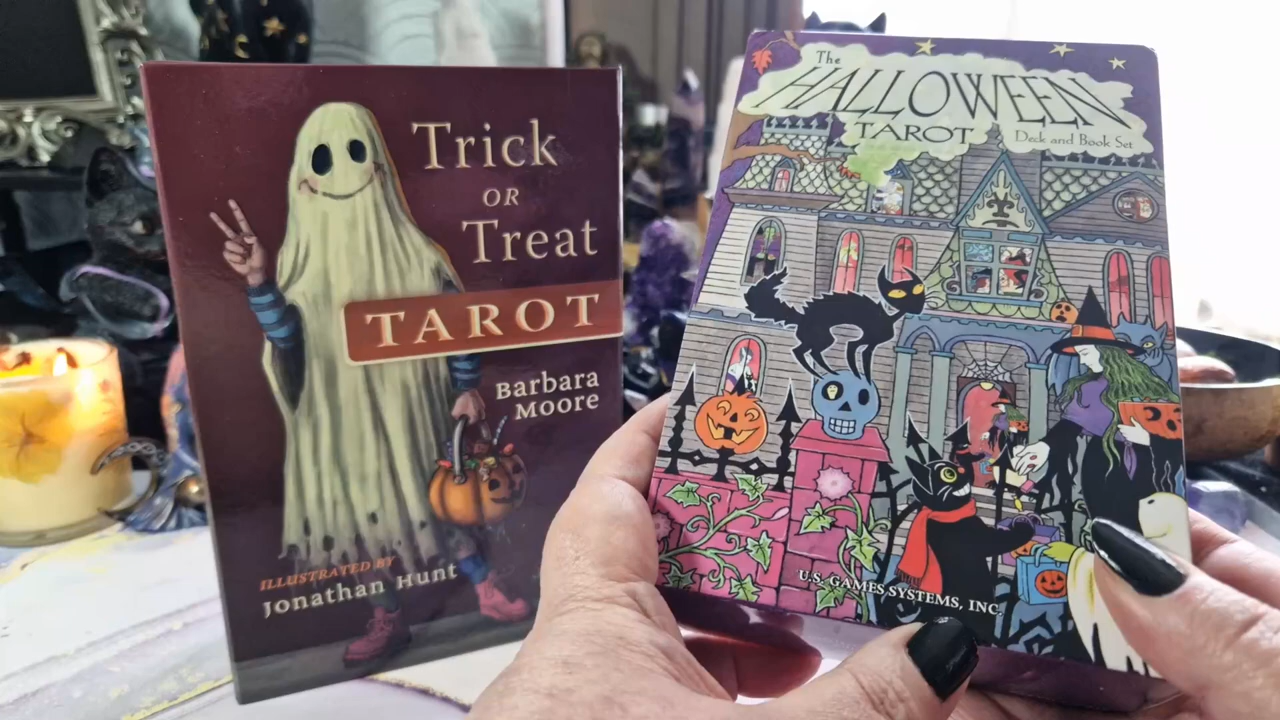 Trick
OR
Treat
TAROT
Barbara
Moore
ILLUSTRATED BY
Jonathan Hunt
The
HALLOWEEN
TAROT
Deck and Book Set
U.S. GAMES SYSTEMS, INC.